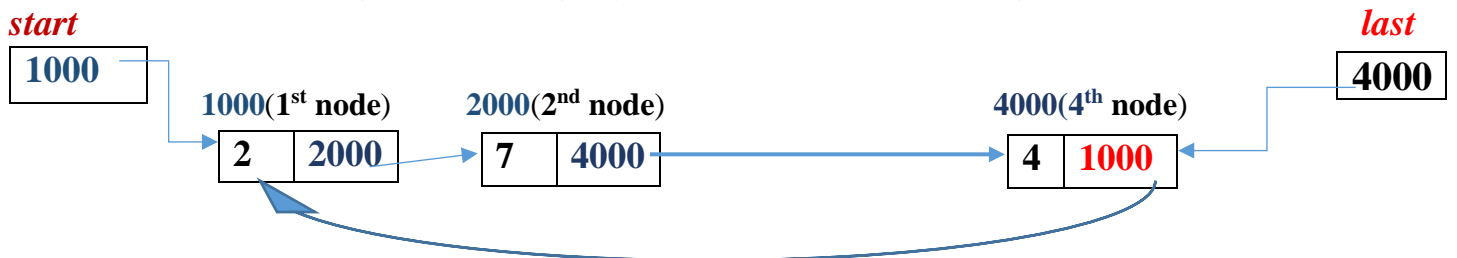 start last
1000 4000
1000(1st node) 2000(2nd node) 4000(4th node)
2 2000 7 4000 4 1000